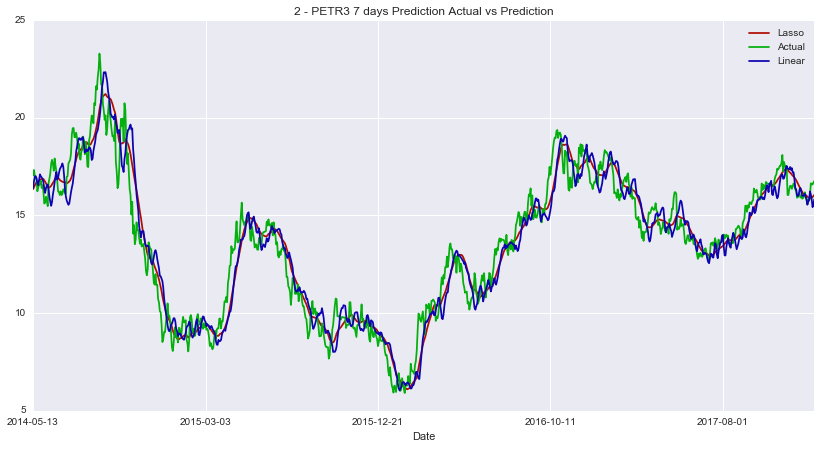 2 - PETR3 7 days Prediction Actual vs Prediction
25
Lasso
Actual
Linear
20
15
10
5
2014-05-13 2015-03-03 2015-12-21 2016-10-11 2017-08-01
Date